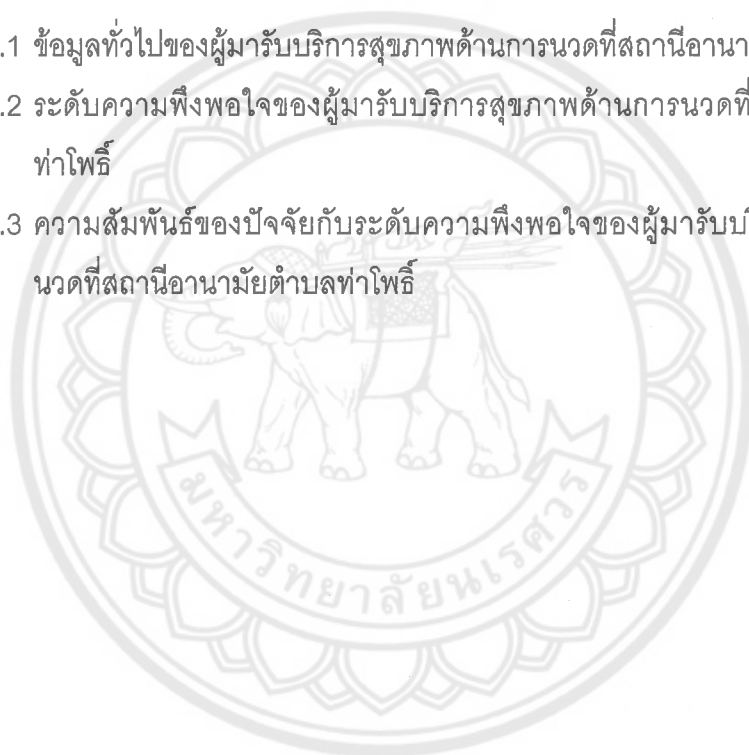 .1 ข้อมูลทั่วไปของผู้มารับบริการสุขภาพด้านการนวดที่สถานีอานา
.2 ระดับความพึงพอใจของผู้มารับบริการสุขภาพด้านการนวดที่
ท่าโพธิ์
.3 ความสัมพันธ์ของปัจจัยกับระดับความพึงพอใจของผู้มารับบริ
นวดที่สถานีอานามัยตำบลท่าโพธิ์
มหาวิทยาลัยนเรศวร